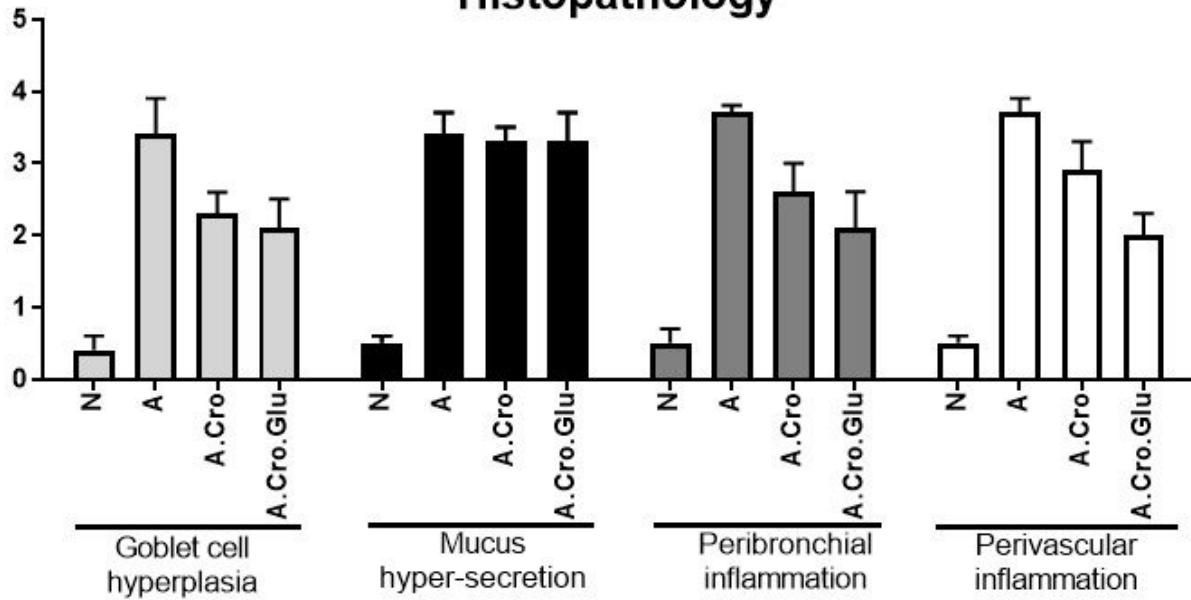 Histopathology
5
4
3
2
1
0
N
A
A.Cro
A.Cro.Glu
N
A
A.Cro
A.Cro.Glu
N
A
A.Cro
A.Cro.Glu
N
A
A.Cro
A.Cro.Glu
Goblet cell
hyperplasia
Mucus
hyper-secretion
Peribronchial
inflammation
Perivascular
inflammation